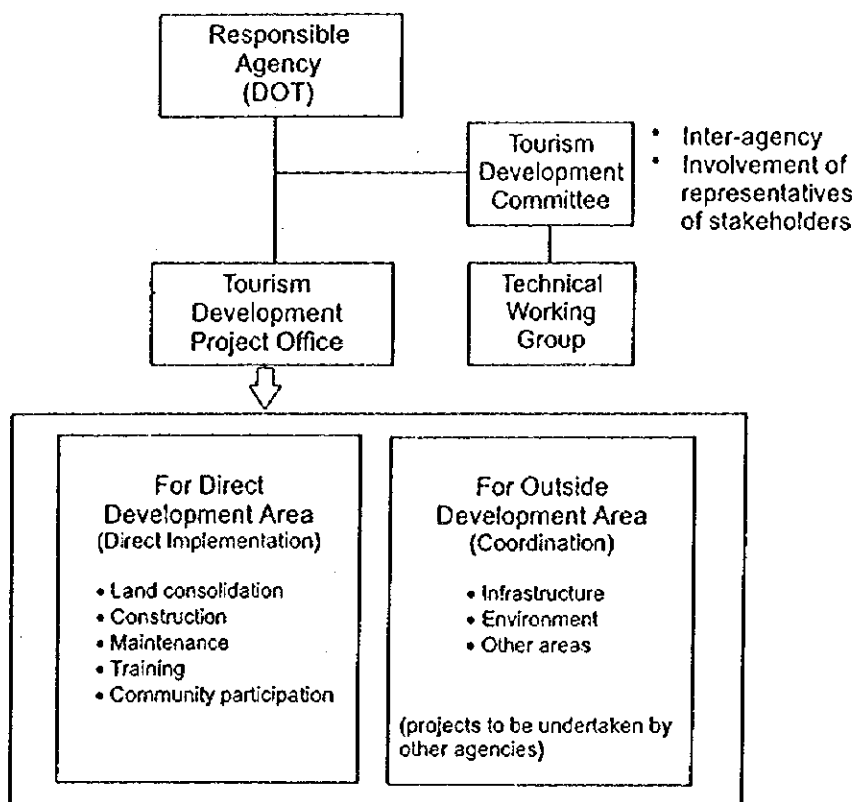 Responsible
Agency
(DOT)
Tourism
Development
Committee
* Inter-agency
* Involvement of
representatives
of stakeholders
Tourism
Development
Project Office
Technical
Working
Group
For Direct
Development Area
(Direct Implementation)
• Land consolidation
• Construction
• Maintenance
• Training
• Community participation
For Outside
Development Area
(Coordination)
• Infrastructure
• Environment
• Other areas
(projects to be undertaken by
other agencies)